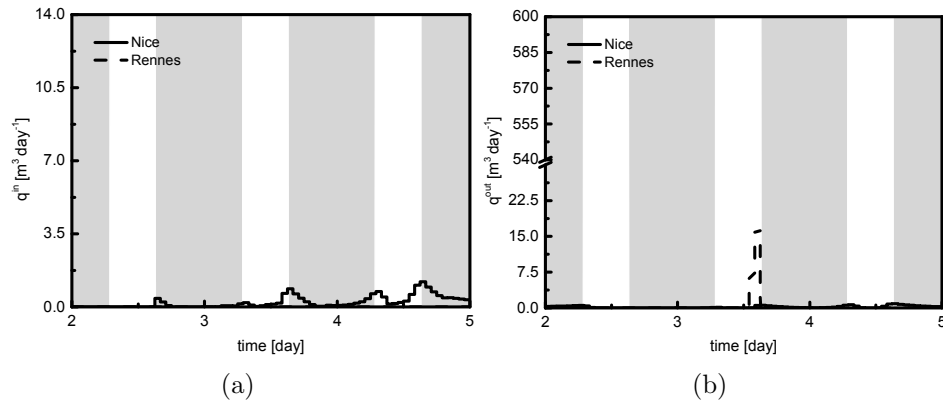 14.0
10.5
7.0
3.5
0.0
q^in [m^3 day^-1]
Nice
Rennes
2 3 4 5
time [day]
(a)
600
585
570
555
540
22.5
15.0
7.5
0.0
q^out [m^3 day^-1]
Nice
Rennes
2 3 4 5
time [day]
(b)